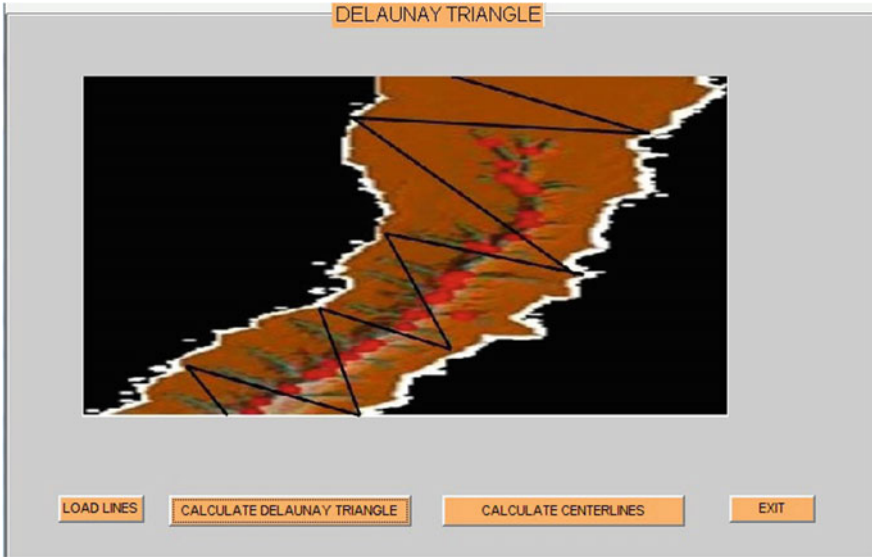 DELAUNAY TRIANGLE
LOAD LINES
CALCULATE DELAUNAY TRIANGLE
CALCULATE CENTERLINES
EXIT